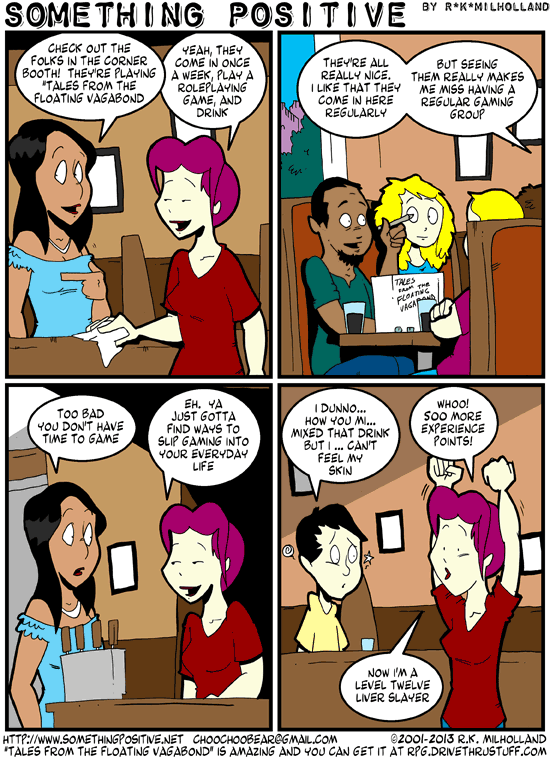 SOMETHING POSITIVE BY R*K*MILHOLLAND
CHECK OUT THE
FOLKS IN THE CORNER
BOOTH! THEY'RE PLAYING
"TALES FROM THE
FLOATING VAGABOND
YEAH, THEY
COME IN ONCE
A WEEK, PLAY A
ROLEPLAYING
GAME, AND
DRINK
THEY'RE ALL
REALLY NICE.
I LIKE THAT THEY
COME IN HERE
REGULARLY
BUT SEEING
THEM REALLY MAKES
ME MISS HAVING A
REGULAR GAMING
GROUP
TALES
FROM THE
FLOATING
VAGABOND
TOO BAD
YOU DON'T HAVE
TIME TO GAME
EH. YA
JUST GOTTA
FIND WAYS TO
SLIP GAMING INTO
YOUR EVERYDAY
LIFE
I DUNNO...
HOW YOU MI...
MIXED THAT DRINK
BUT I ... CAN'T
FEEL MY
SKIN
WHOO!
500 MORE
EXPERIENCE
POINTS!
NOW I'M A
LEVEL TWELVE
LIVER SLAYER
HTTP://WWW.SOMETHINGPOSITIVE.NET CHOOCHOOBEAR@GMAIL.COM ©2001-2013 R.K. MILHOLLAND
"TALES FROM THE FLOATING VAGABOND" IS AMAZING AND YOU CAN GET IT AT RPG.DRIVETHRUSTUFF.COM